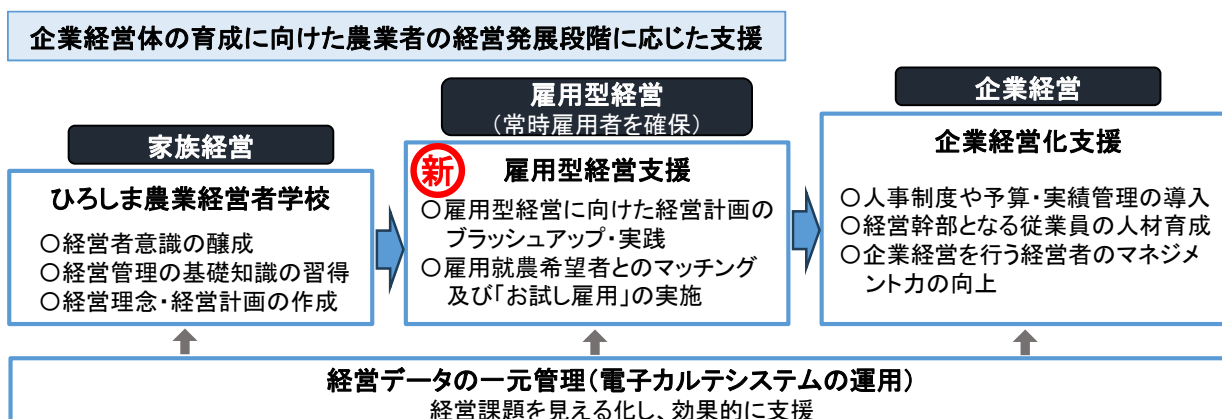 企業経営体の育成に向けた農業者の経営発展段階に応じた支援
家族経営
ひろしま農業経営者学校
○経営者意識の醸成
○経営管理の基礎知識の習得
○経営理念・経営計画の作成
雇用型経営
(常時雇用者を確保)
新
雇用型経営支援
○雇用型経営に向けた経営計画の
ブラッシュアップ・実践
○雇用就農希望者とのマッチング
及び「お試し雇用」の実施
企業経営
企業経営化支援
○人事制度や予算・実績管理の導入
○経営幹部となる従業員の人材育成
○企業経営を行う経営者のマネジメ
ント力の向上
経営データの一元管理(電子カルテシステムの運用)
経営課題を見える化し、効果的に支援